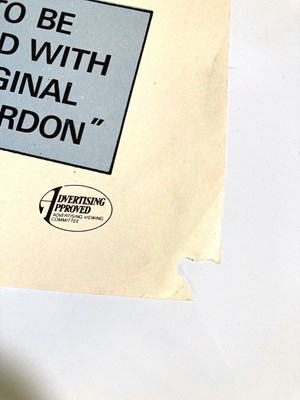 TO BE
D WITH
GINAL
RDON"
ADVERTISING
APPROVED
ADVERTISING VIEWING
COMMITTEE